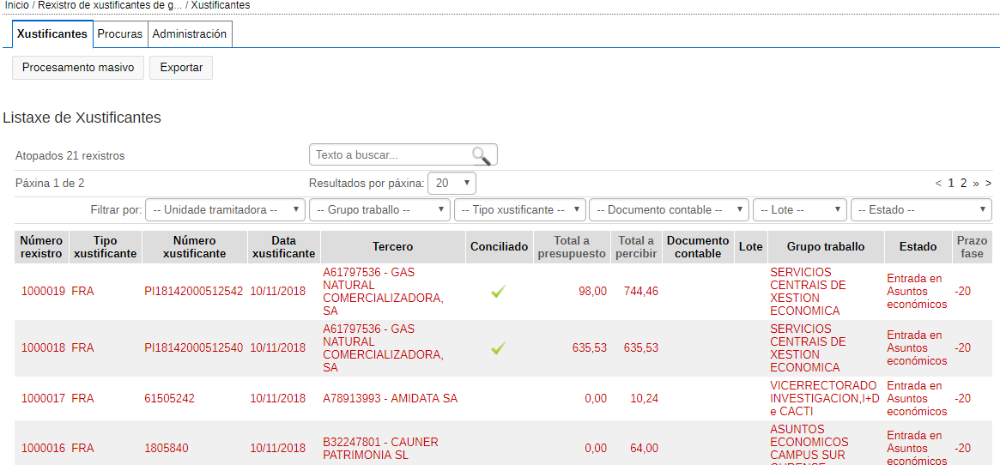 Inicio / Rexistro de xustificantes de g... / Xustificantes
Xustificantes Procuras Administración
Procesamento masivo Exportar
Listaxe de Xustificantes
Atopados 21 rexistros Texto a buscar...
Páxina 1 de 2 Resultados por páxina: 20 < 1 2 » >
Filtrar por: -- Unidade tramitadora -- -- Grupo traballo -- -- Tipo xustificante -- -- Documento contable -- -- Lote -- -- Estado --
Número Tipo Número Data Tercero Conciliado Total a Total a Documento Lote Grupo traballo Estado Prazo
rexistro xustificante xustificante xustificante presupuesto percibir contable fase
1000019 FRA PI18142000512542 10/11/2018 A61797536 - GAS
NATURAL
COMERCIALIZADORA,
SA
98,00 744,46
SERVICIOS
CENTRAIS DE
XESTION
ECONOMICA
Entrada en
Asuntos
económicos
-20
1000018 FRA PI18142000512540 10/11/2018 A61797536 - GAS
NATURAL
COMERCIALIZADORA,
SA
635,53 635,53
SERVICIOS
CENTRAIS DE
XESTION
ECONOMICA
Entrada en
Asuntos
económicos
-20
1000017 FRA 61505242 10/11/2018 A78913993 - AMIDATA SA 0,00 10,24
VICERRECTORADO
INVESTIGACION,I+D
e CACTI
Entrada en
Asuntos
económicos
-20
1000016 FRA 1805840 10/11/2018 B32247801 - CAUNER
PATRIMONIA SL
0,00 64,00
ASUNTOS
ECONOMICOS
CAMPUS SUR
OURENSE
Entrada en
Asuntos
económicos
-20